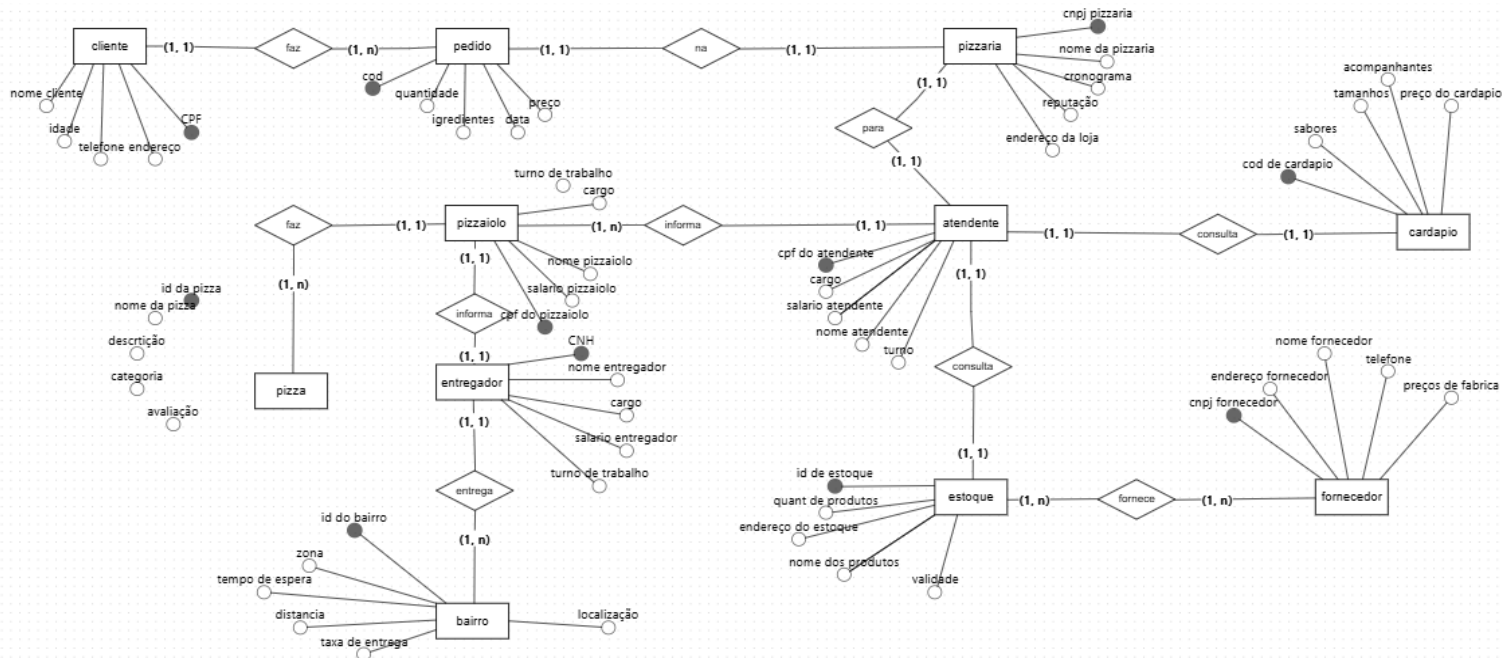 cnpj pizzaria
cliente
(1, 1)
faz
(1, n)
pedido
(1, 1)
na
(1, 1)
pizzaria
nome da pizzaria
acompanhantes
cod
(1, 1)
cronograma
nome cliente
quantidade
preço
reputação
tamanhos
preço do cardapio
idade
CPF
igredientes
data
para
endereço da loja
sabores
telefone
endereço
(1, 1)
cod de cardapio
turno de trabalho
cargo
faz
(1, 1)
pizzaiolo
(1, n)
informa
(1, 1)
atendente
(1, 1)
consulta
(1, 1)
cardapio
nome pizzaiolo
cpf do atendente
(1, 1)
(1, 1)
(1, n)
salario pizzaiolo
cargo
id da pizza
nome da pizza
informa
cpf do pizzaiolo
salario atendente
nome atendente
descrtição
CNH
turno
nome fornecedor
(1, 1)
nome entregador
consulta
telefone
categoria
pizza
entregador
endereço fornecedor
preços de fabrica
cargo
cnpj fornecedor
avaliação
(1, 1)
salario entregador
(1, 1)
turno de trabalho
id de estoque
entrega
quant de produtos
estoque
(1, n)
fornece
(1, n)
fornecedor
id do bairro
endereço do estoque
(1, n)
zona
nome dos produtos
tempo de espera
validade
distancia
bairro
localização
taxa de entrega